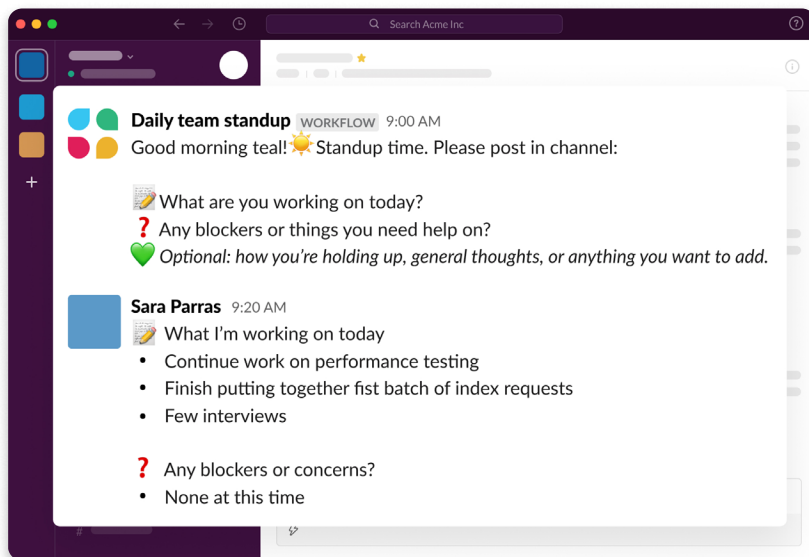 Search Acme Inc
Daily team standup WORKFLOW 9:00 AM
Good morning teal!☀️Standup time. Please post in channel:
📝What are you working on today?
❓Any blockers or things you need help on?
💚Optional: how you’re holding up, general thoughts, or anything you want to add.
Sara Parras 9:20 AM
📝 What I’m working on today
• Continue work on performance testing
• Finish putting together fist batch of index requests
• Few interviews
❓ Any blockers or concerns?
• None at this time
#